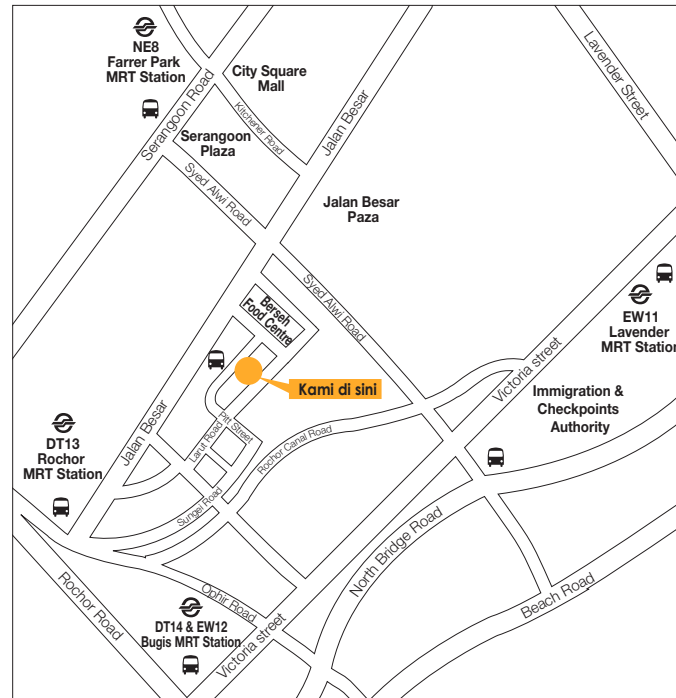 NE8
Farrer Park
MRT Station
City Square
Mall
Lavender Street
Serangoon Road
Kitchener Road
Jalan Besar
Serangoon
Plaza
Syed Alwi Road
Jalan Besar
Paza
Syed Alwi Road
Berseh
Food Centre
EW11
Lavender
MRT Station
Victoria street
Kami di sini
Immigration &
Checkpoints
Authority
DT13
Rochor
MRT Station
Jalan Besar
Pitt Street
Larut Road
Rochor Canal Road
Sungei Road
North Bridge Road
Beach Road
Rochor Road
Ophir Road
DT14 & EW12
Bugis MRT Station
Victoria street